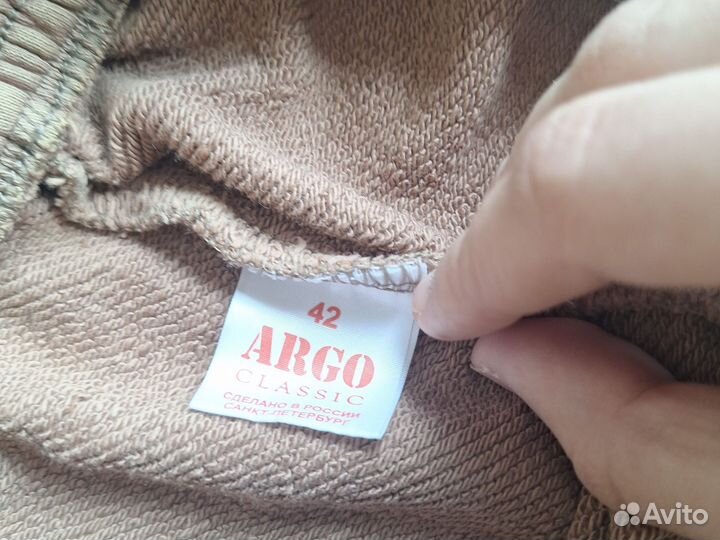 42
ARGO
CLASSIC
СДЕЛАНО В РОССИИ
САНКТ-ПЕТЕРБУРГ
Avito